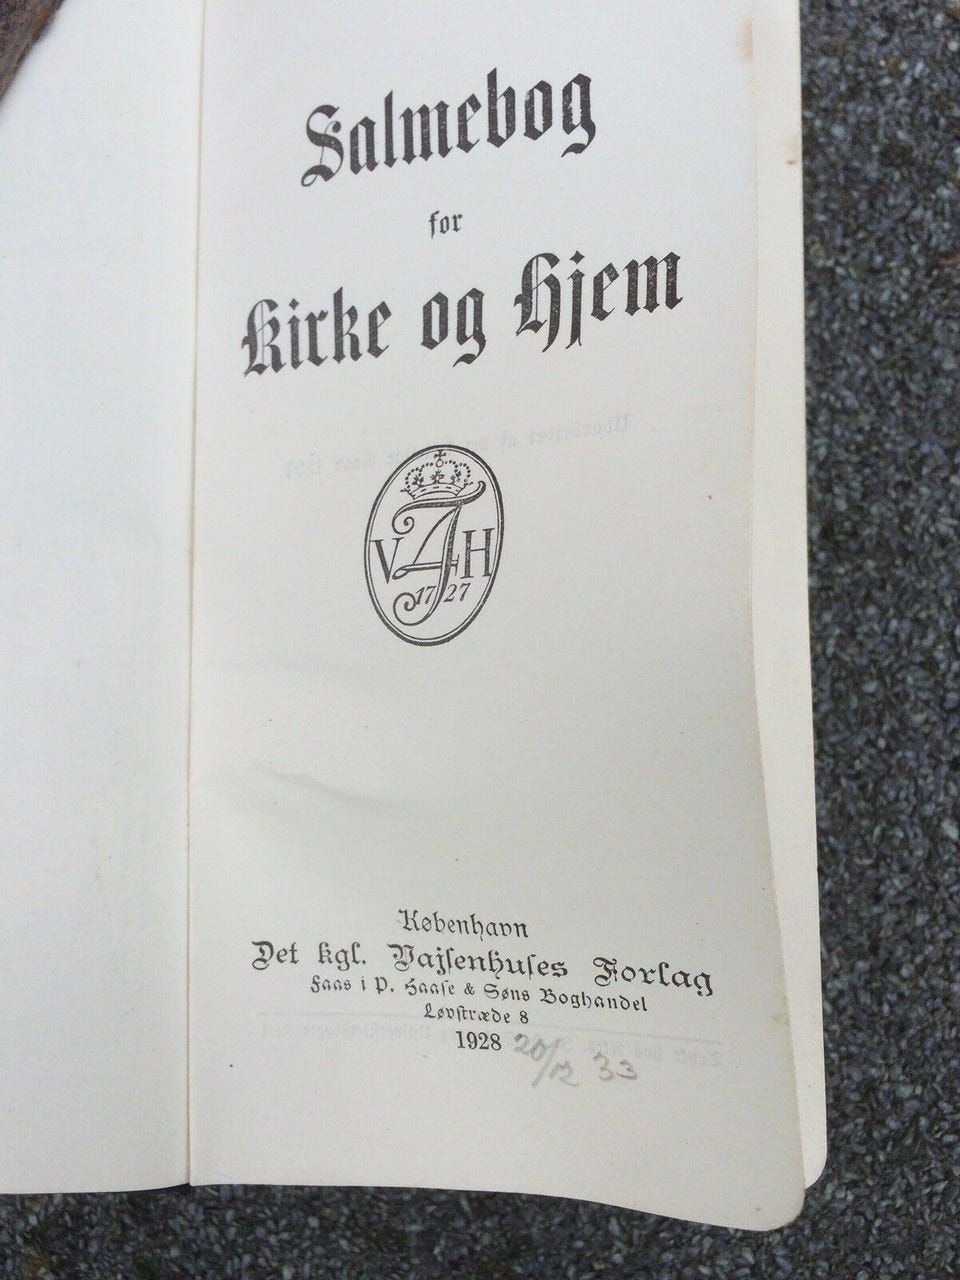 Salmebog
for
Kirke og Hjem
V FJ H
1727
København
Det kgl. Vajsenhuses Forlag
Faas i P. Haase & Søns Boghandel
Løvstræde 8
1928 20/12 33